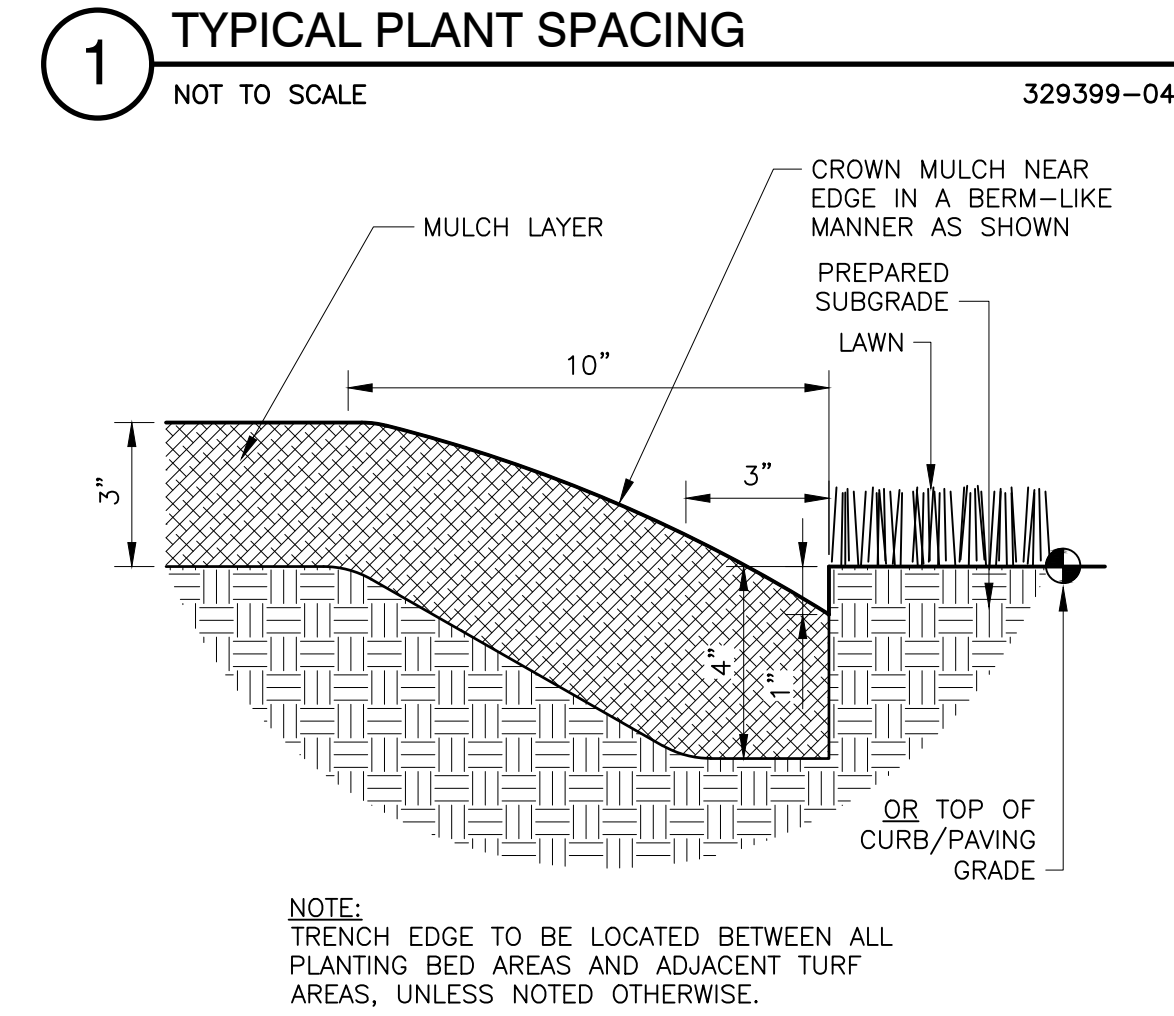 1
TYPICAL PLANT SPACING
NOT TO SCALE
329399-04
CROWN MULCH NEAR
EDGE IN A BERM-LIKE
MANNER AS SHOWN
MULCH LAYER
PREPARED
SUBGRADE
LAWN
10"
3"
3"
4"
1"
OR TOP OF
CURB/PAVING
GRADE
NOTE:
TRENCH EDGE TO BE LOCATED BETWEEN ALL
PLANTING BED AREAS AND ADJACENT TURF
AREAS, UNLESS NOTED OTHERWISE.